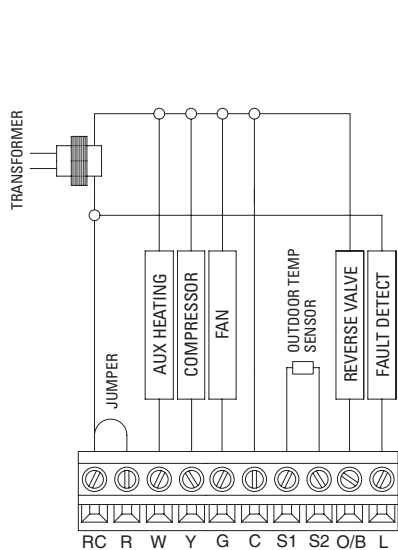 TRANSFORMER
JUMPER
AUX HEATING
COMPRESSOR
FAN
OUTDOOR TEMP
SENSOR
REVERSE VALVE
FAULT DETECT
RC R W Y G C S1 S2 O/B L